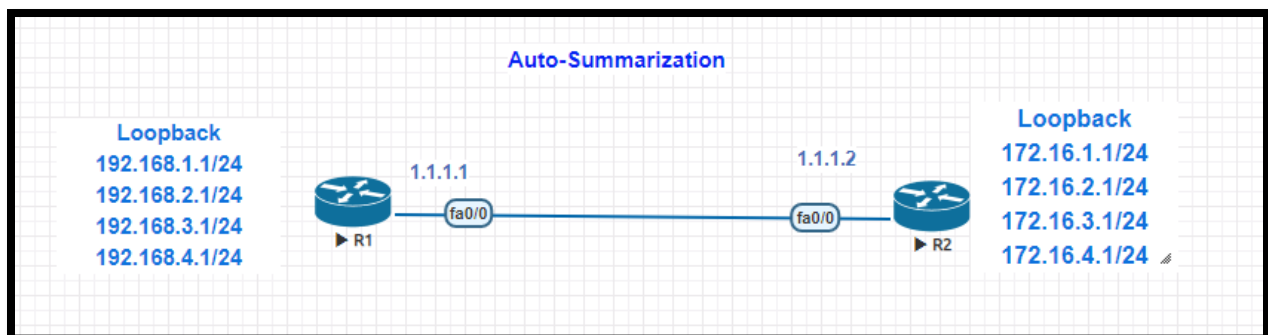 Auto-Summarization
Loopback
192.168.1.1/24
192.168.2.1/24
192.168.3.1/24
192.168.4.1/24
1.1.1.1
fa0/0
R1
1.1.1.2
fa0/0
R2
Loopback
172.16.1.1/24
172.16.2.1/24
172.16.3.1/24
172.16.4.1/24